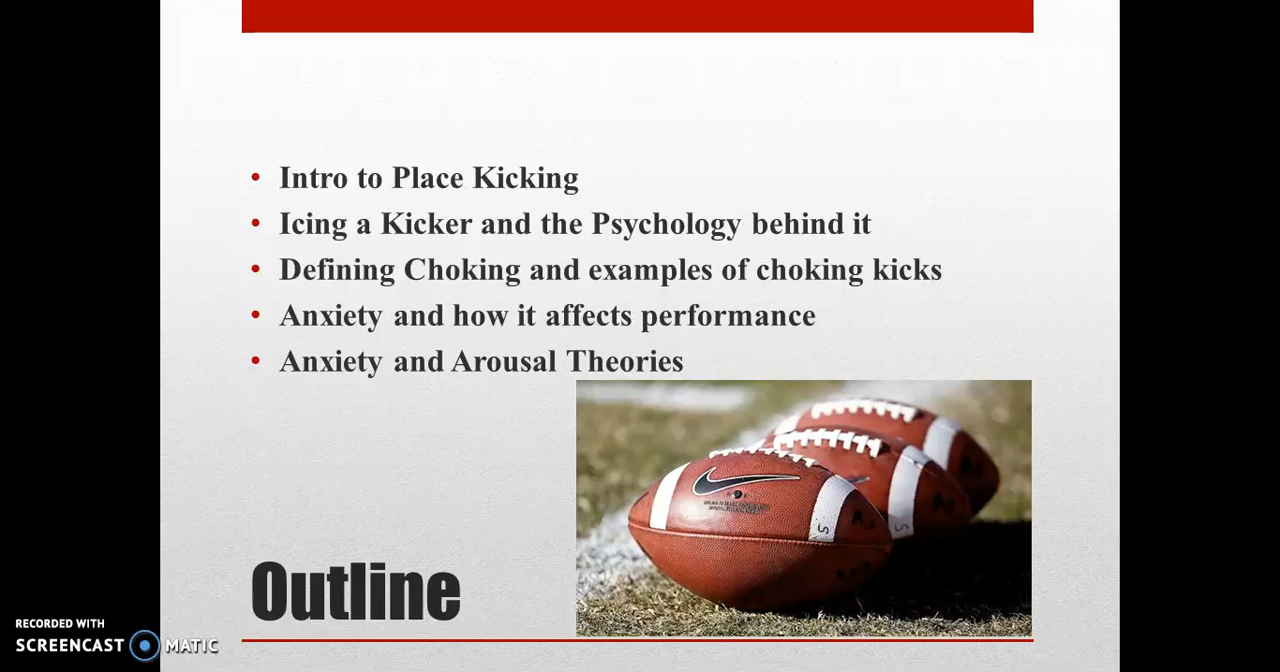 Intro to Place Kicking
Icing a Kicker and the Psychology behind it
Defining Choking and examples of choking kicks
Anxiety and how it affects performance
Anxiety and Arousal Theories
Outline
RECORDED WITH
SCREENCAST MATIC